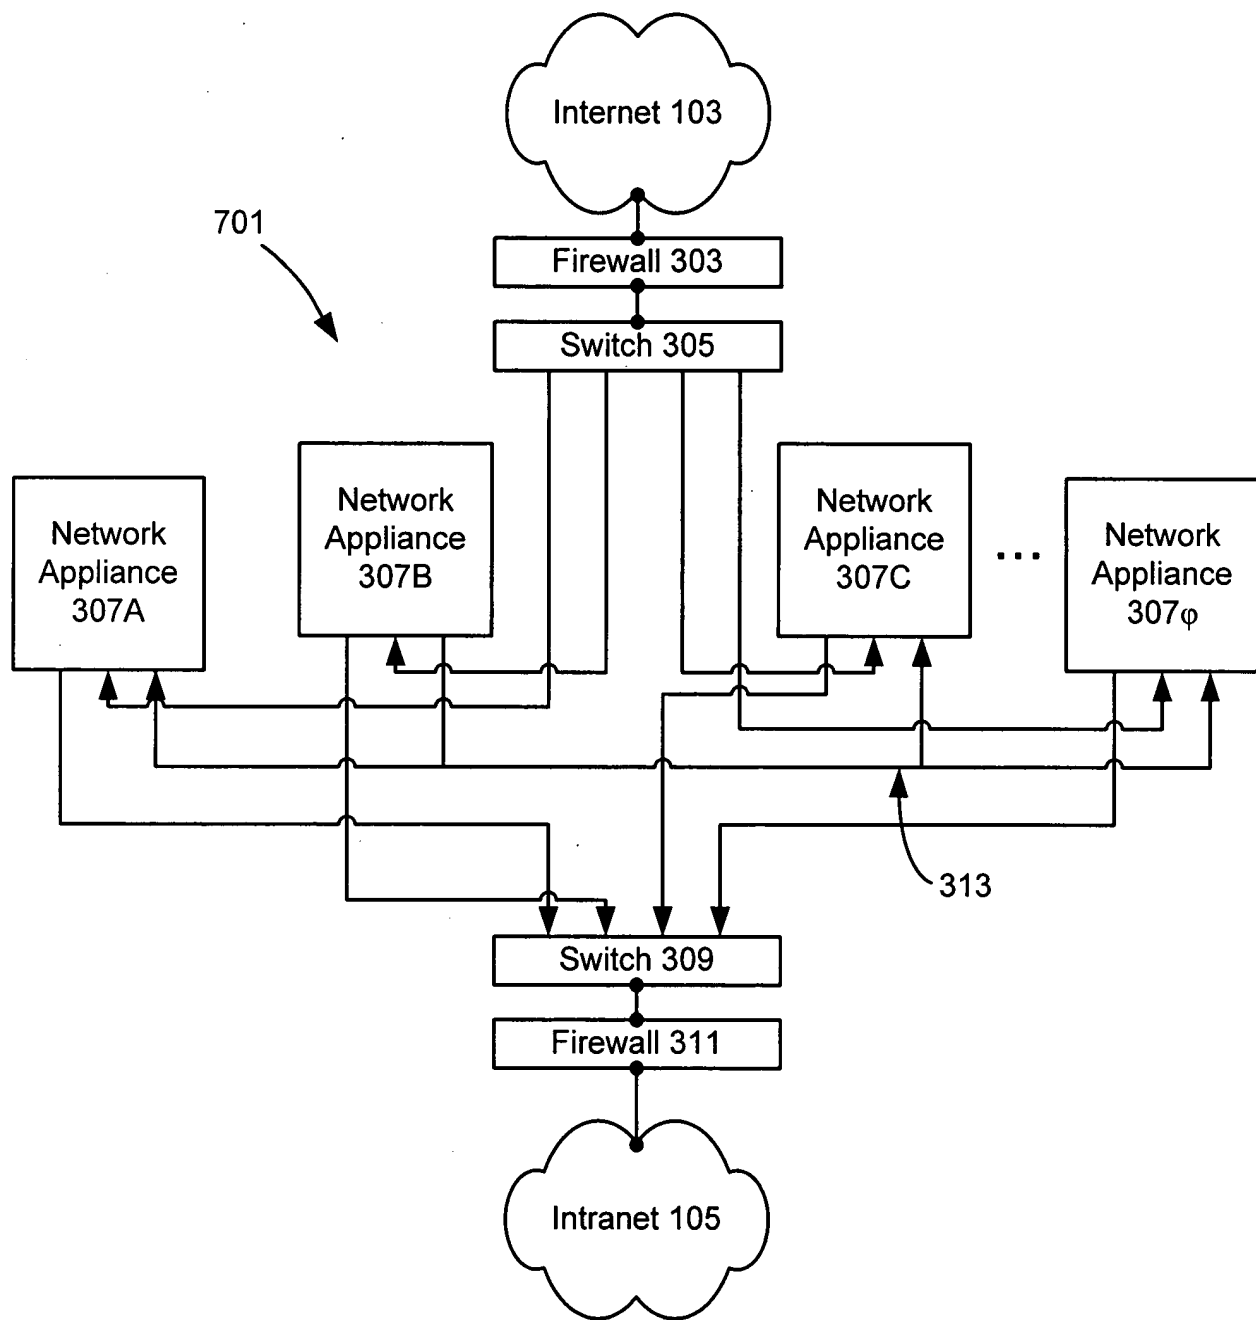 Internet 103
701
Firewall 303
Switch 305
Network
Appliance
307A
Network
Appliance
307B
Network
Appliance
307C
...
Network
Appliance
307φ
313
Switch 309
Firewall 311
Intranet 105